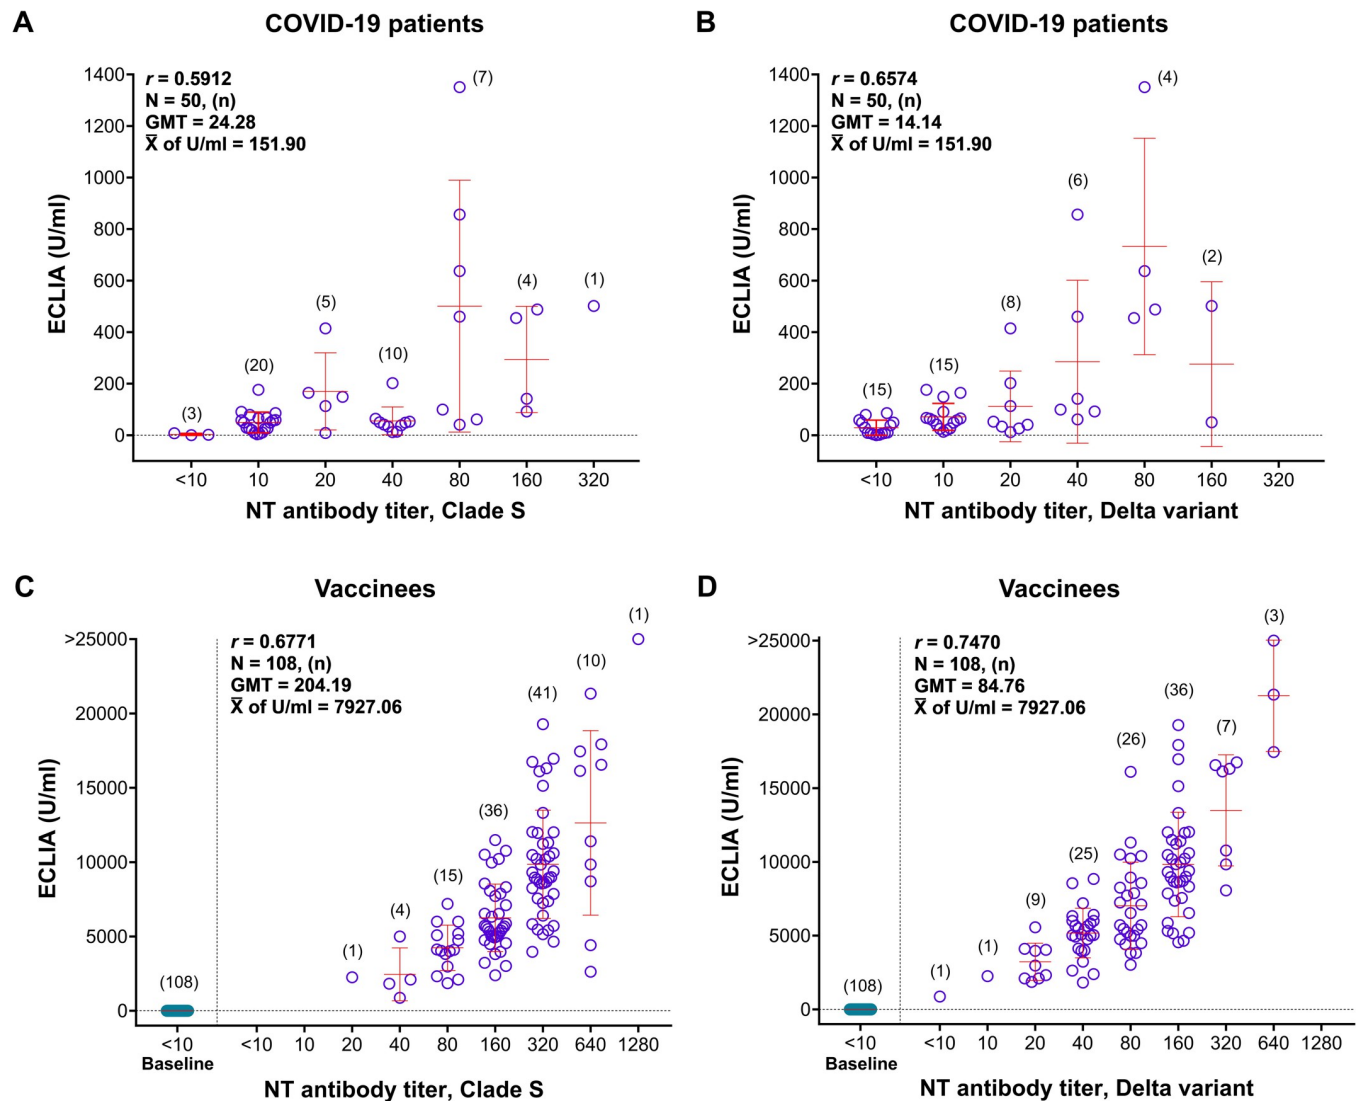 A
COVID-19 patients
r = 0.5912
N = 50, (n)
GMT = 24.28
X̅ of U/ml = 151.90
ECLIA (U/ml)
1400
1200
1000
800
600
400
200
0
(3)
(20)
(5)
(10)
(7)
(4)
(1)
<10 10 20 40 80 160 320
NT antibody titer, Clade S
B
COVID-19 patients
r = 0.6574
N = 50, (n)
GMT = 14.14
X̅ of U/ml = 151.90
ECLIA (U/ml)
1400
1200
1000
800
600
400
200
0
(15)
(15)
(8)
(6)
(4)
(2)
<10 10 20 40 80 160 320
NT antibody titer, Delta variant
C
Vaccinees
r = 0.6771
N = 108, (n)
GMT = 204.19
X̅ of U/ml = 7927.06
ECLIA (U/ml)
>25000
20000
15000
10000
5000
0
(108)
(1)
(4)
(15)
(36)
(41)
(10)
(1)
<10 <10 10 20 40 80 160 320 640 1280
Baseline
NT antibody titer, Clade S
D
Vaccinees
r = 0.7470
N = 108, (n)
GMT = 84.76
X̅ of U/ml = 7927.06
ECLIA (U/ml)
>25000
20000
15000
10000
5000
0
(108)
(1)
(1)
(9)
(25)
(26)
(36)
(7)
(3)
<10 <10 10 20 40 80 160 320 640 1280
Baseline
NT antibody titer, Delta variant